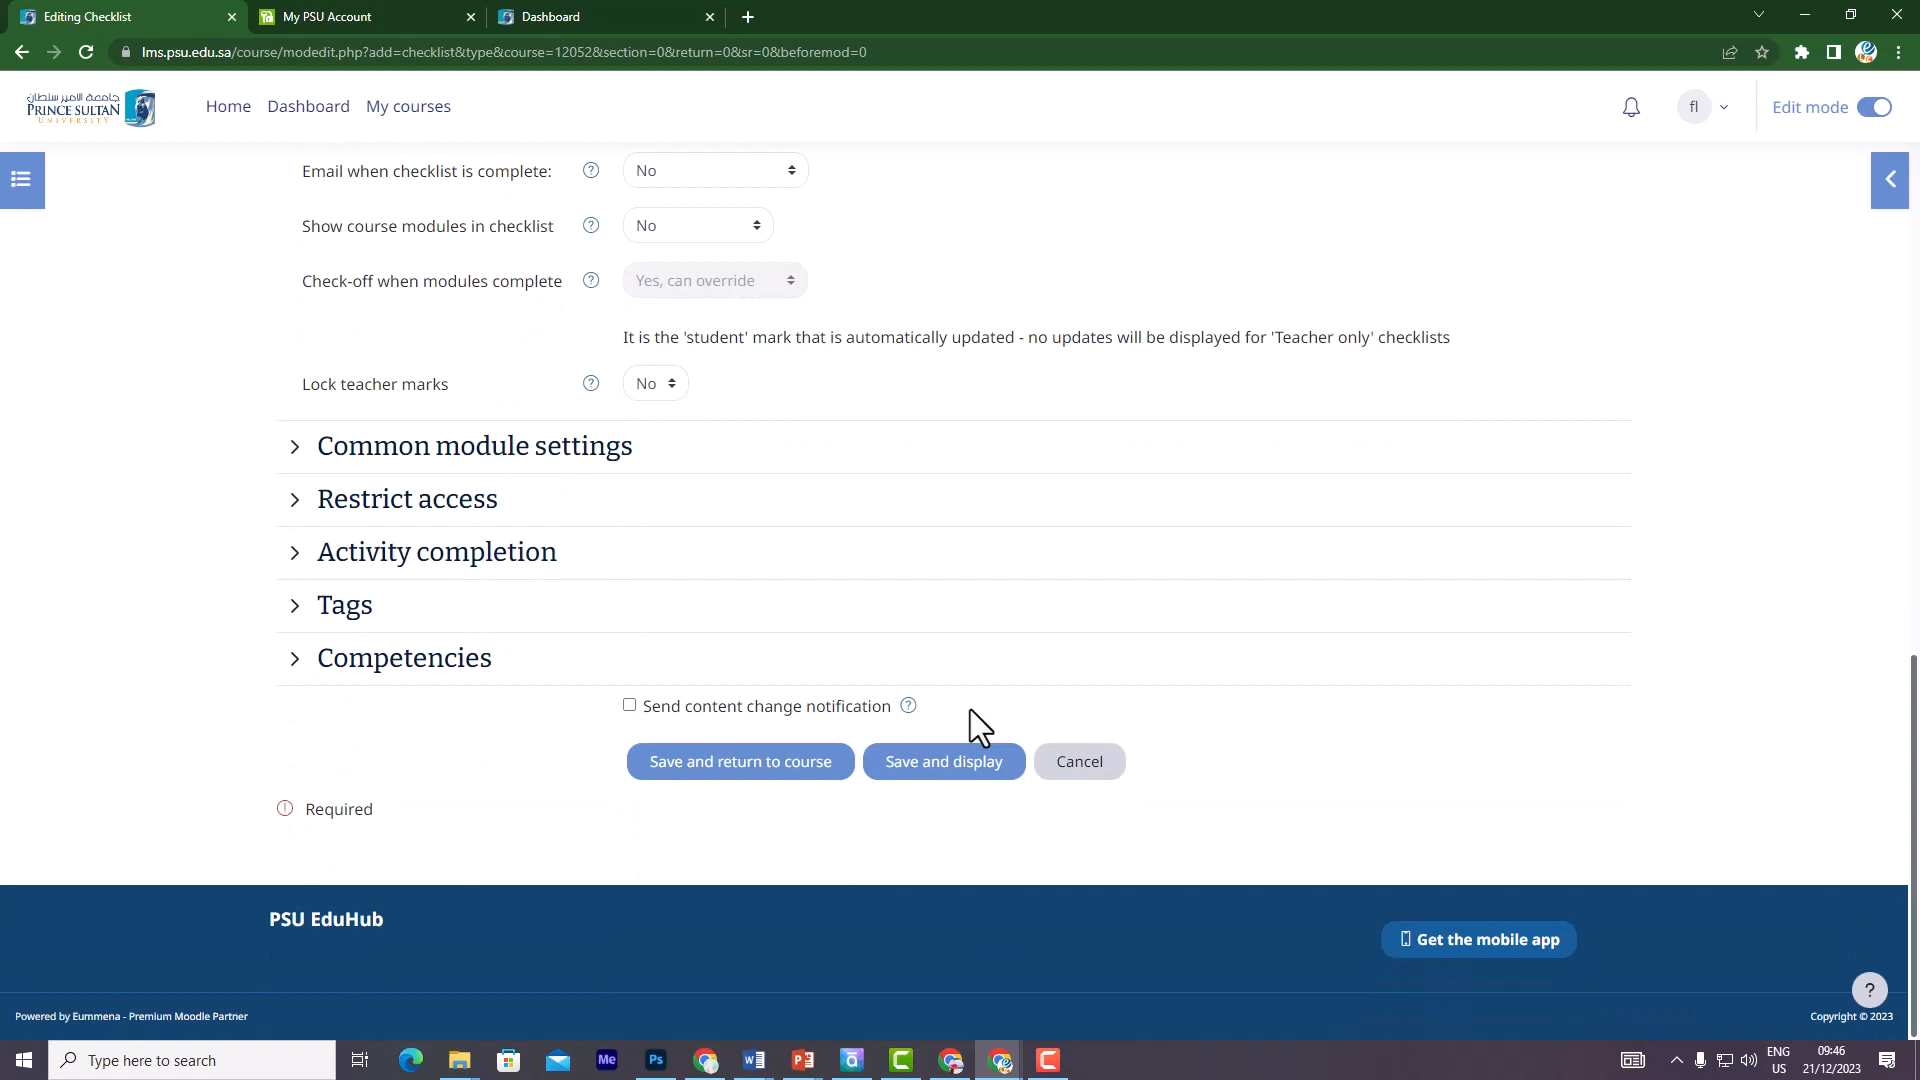 Editing Checklist
My PSU Account
Dashboard
lms.psu.edu.sa/course/modedit.php?add=checklist&type&course=12052&section=0&return=0&sr=0&beforemod=0
جامعة الأمير سلطان
PRINCE SULTAN
UNIVERSITY
Home
Dashboard
My courses
fl
Edit mode
Email when checklist is complete:
No
Show course modules in checklist
No
Check-off when modules complete
Yes, can override
It is the 'student' mark that is automatically updated - no updates will be displayed for 'Teacher only' checklists
Lock teacher marks
No
Common module settings
Restrict access
Activity completion
Tags
Competencies
Send content change notification
Save and return to course
Save and display
Cancel
Required
PSU EduHub
Get the mobile app
?
Powered by Eummena - Premium Moodle Partner
Copyright © 2023
Type here to search
Me
Ps
ENG
US
09:46
21/12/2023